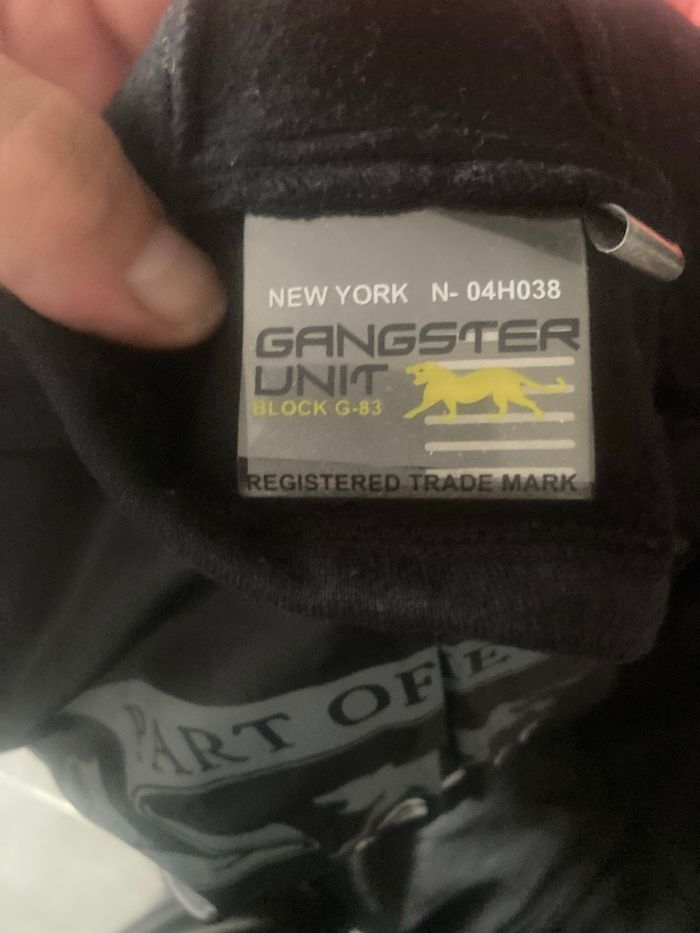 NEW YORK N- 04H038
GANGSTER
UNIT
BLOCK G-83
REGISTERED TRADE MARK
PART OF